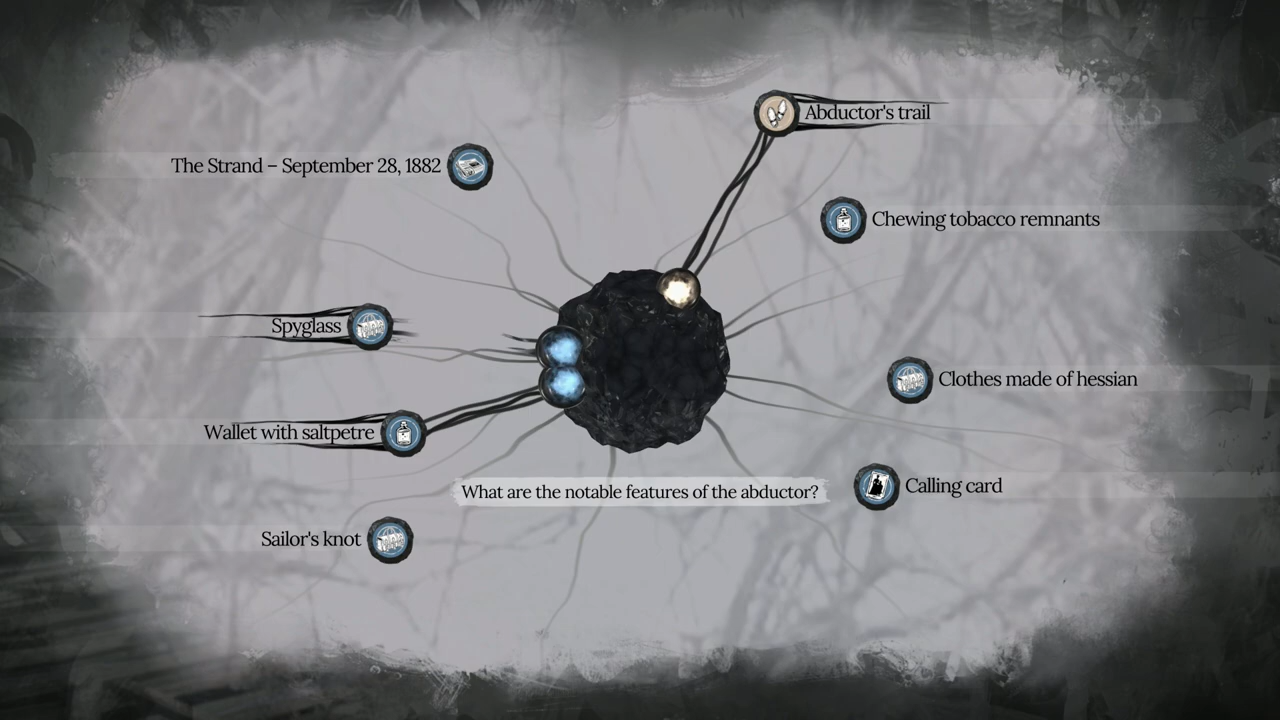 Abductor's trail
The Strand – September 28, 1882
Chewing tobacco remnants
Spyglass
Clothes made of hessian
Wallet with saltpetre
Calling card
What are the notable features of the abductor?
Sailor's knot